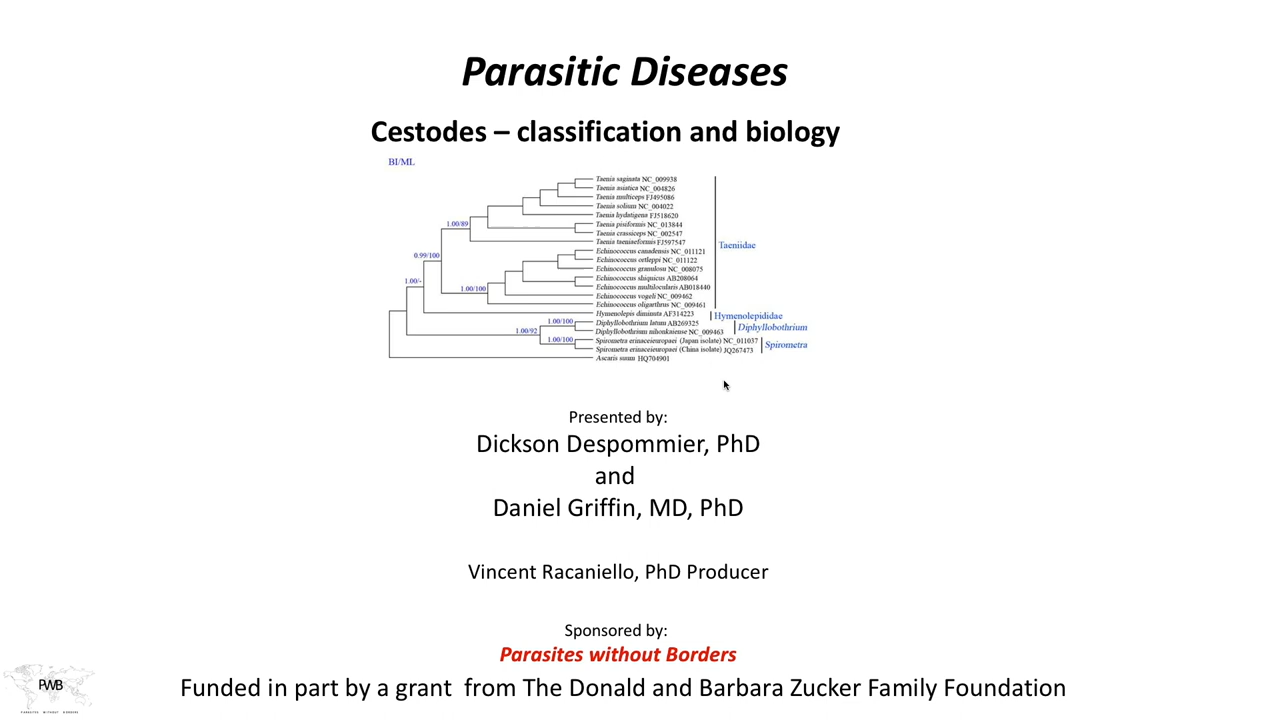 Parasitic Diseases
Cestodes – classification and biology
BI/ML
Taenia saginata NC_009938
Taenia asiatica NC_004826
Taenia multiceps FJ495086
Taenia solium NC_004022
Taenia hydatigena FJ518620
1.00/89
Taenia pisiformis NC_013844
Taenia crassiceps NC_002547
Taenia taeniaeformis FJ597547
Taeniidae
Echinococcus canadensis NC_011121
0.99/100
Echinococcus ortleppi NC_011122
Echinococcus granulosu NC_008075
1.00/-
Echinococcus shiquicus AB208064
1.00/100
Echinococcus multilocularis AB018440
Echinococcus vogeli NC_009462
Echinococcus oligarthrus NC_009461
Hymenolepis diminuta AF314223
Hymenolepididae
1.00/100
Diphyllobothrium latum AB269325
Diphyllobothrium
1.00/92
Diphyllobothrium nihonkaiense NC_009463
1.00/100
Spirometra erinaceieuropaei (Japan isolate) NC_011037
Spirometra
Spirometra erinaceieuropaei (China isolate) JQ267473
Ascaris suum HQ704901
Presented by:
Dickson Despommier, PhD
and
Daniel Griffin, MD, PhD
Vincent Racaniello, PhD Producer
Sponsored by:
Parasites without Borders
PWB
Funded in part by a grant from The Donald and Barbara Zucker Family Foundation
PARASITES WITHOUT BORDERS